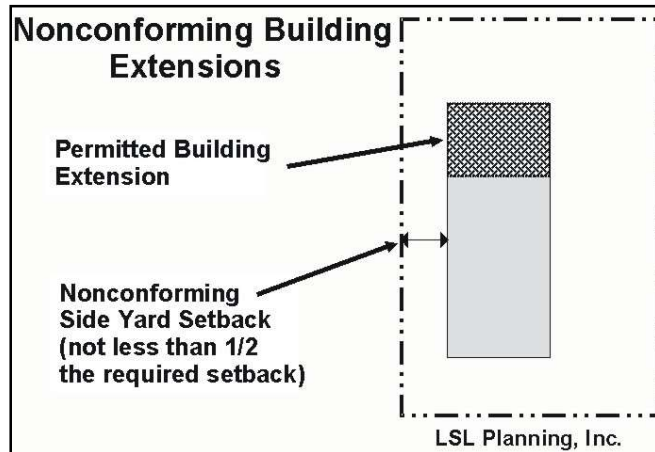 Nonconforming Building
Extensions
Permitted Building
Extension
Nonconforming
Side Yard Setback
(not less than 1/2
the required setback)
LSL Planning, Inc.